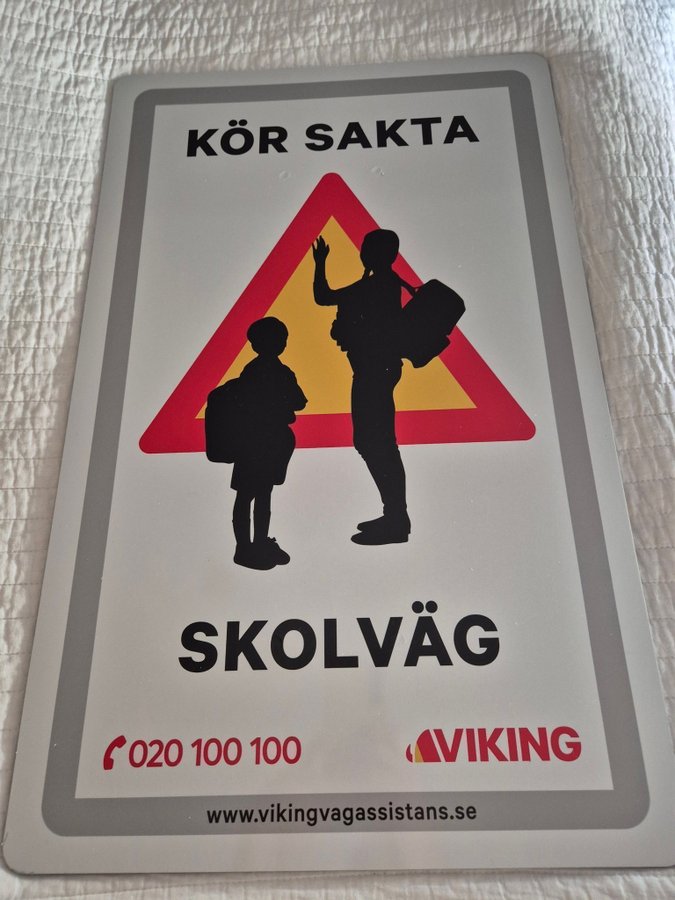 KÖR SAKTA
SKOLVÄG
020 100 100
VIKING
www.vikingvagassistans.se